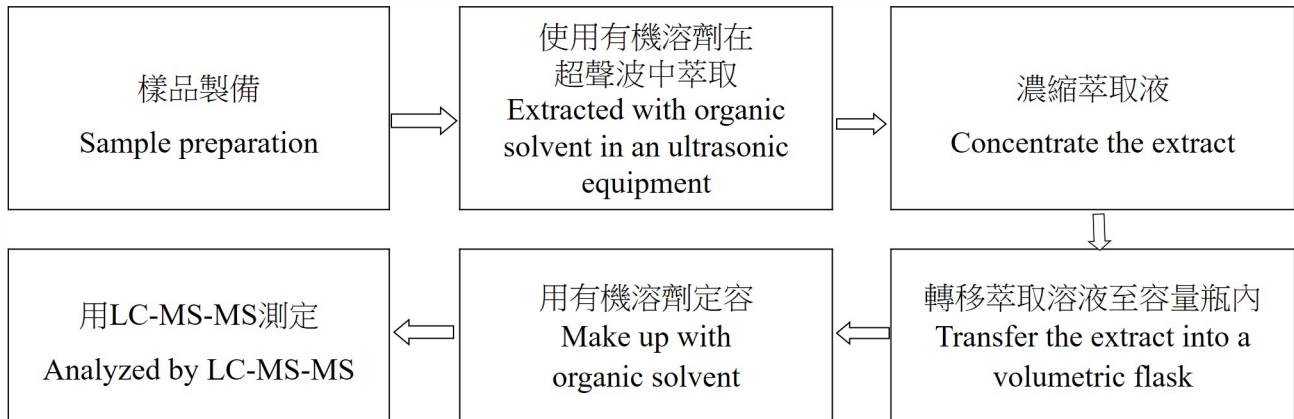 樣品製備
Sample preparation
使用有機溶劑在
超聲波中萃取
Extracted with organic
solvent in an ultrasonic
equipment
濃縮萃取液
Concentrate the extract
轉移萃取溶液至容量瓶內
Transfer the extract into a
volumetric flask
用有機溶劑定容
Make up with
organic solvent
用LC-MS-MS測定
Analyzed by LC-MS-MS